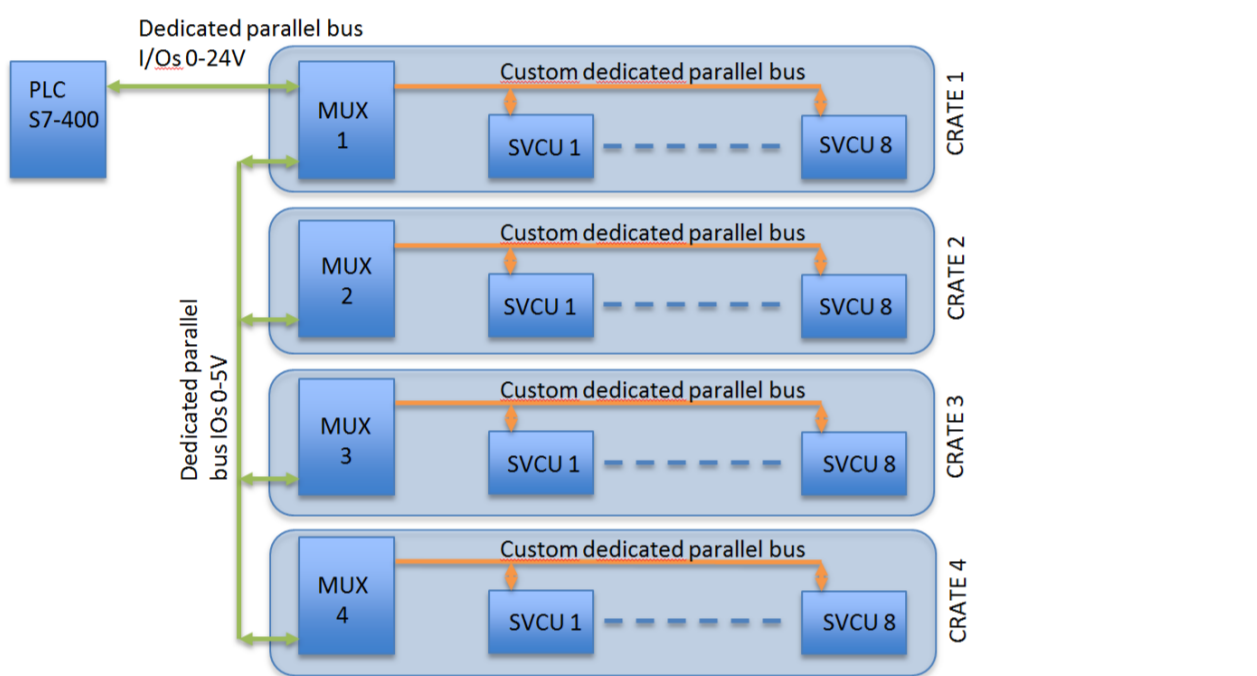 Dedicated parallel bus
I/Os 0-24V
PLC
S7-400
MUX
1
Custom dedicated parallel bus
SVCU 1
SVCU 8
CRATE 1
MUX
2
Custom dedicated parallel bus
SVCU 1
SVCU 8
CRATE 2
Dedicated parallel
bus IOs 0-5V
MUX
3
Custom dedicated parallel bus
SVCU 1
SVCU 8
CRATE 3
MUX
4
Custom dedicated parallel bus
SVCU 1
SVCU 8
CRATE 4